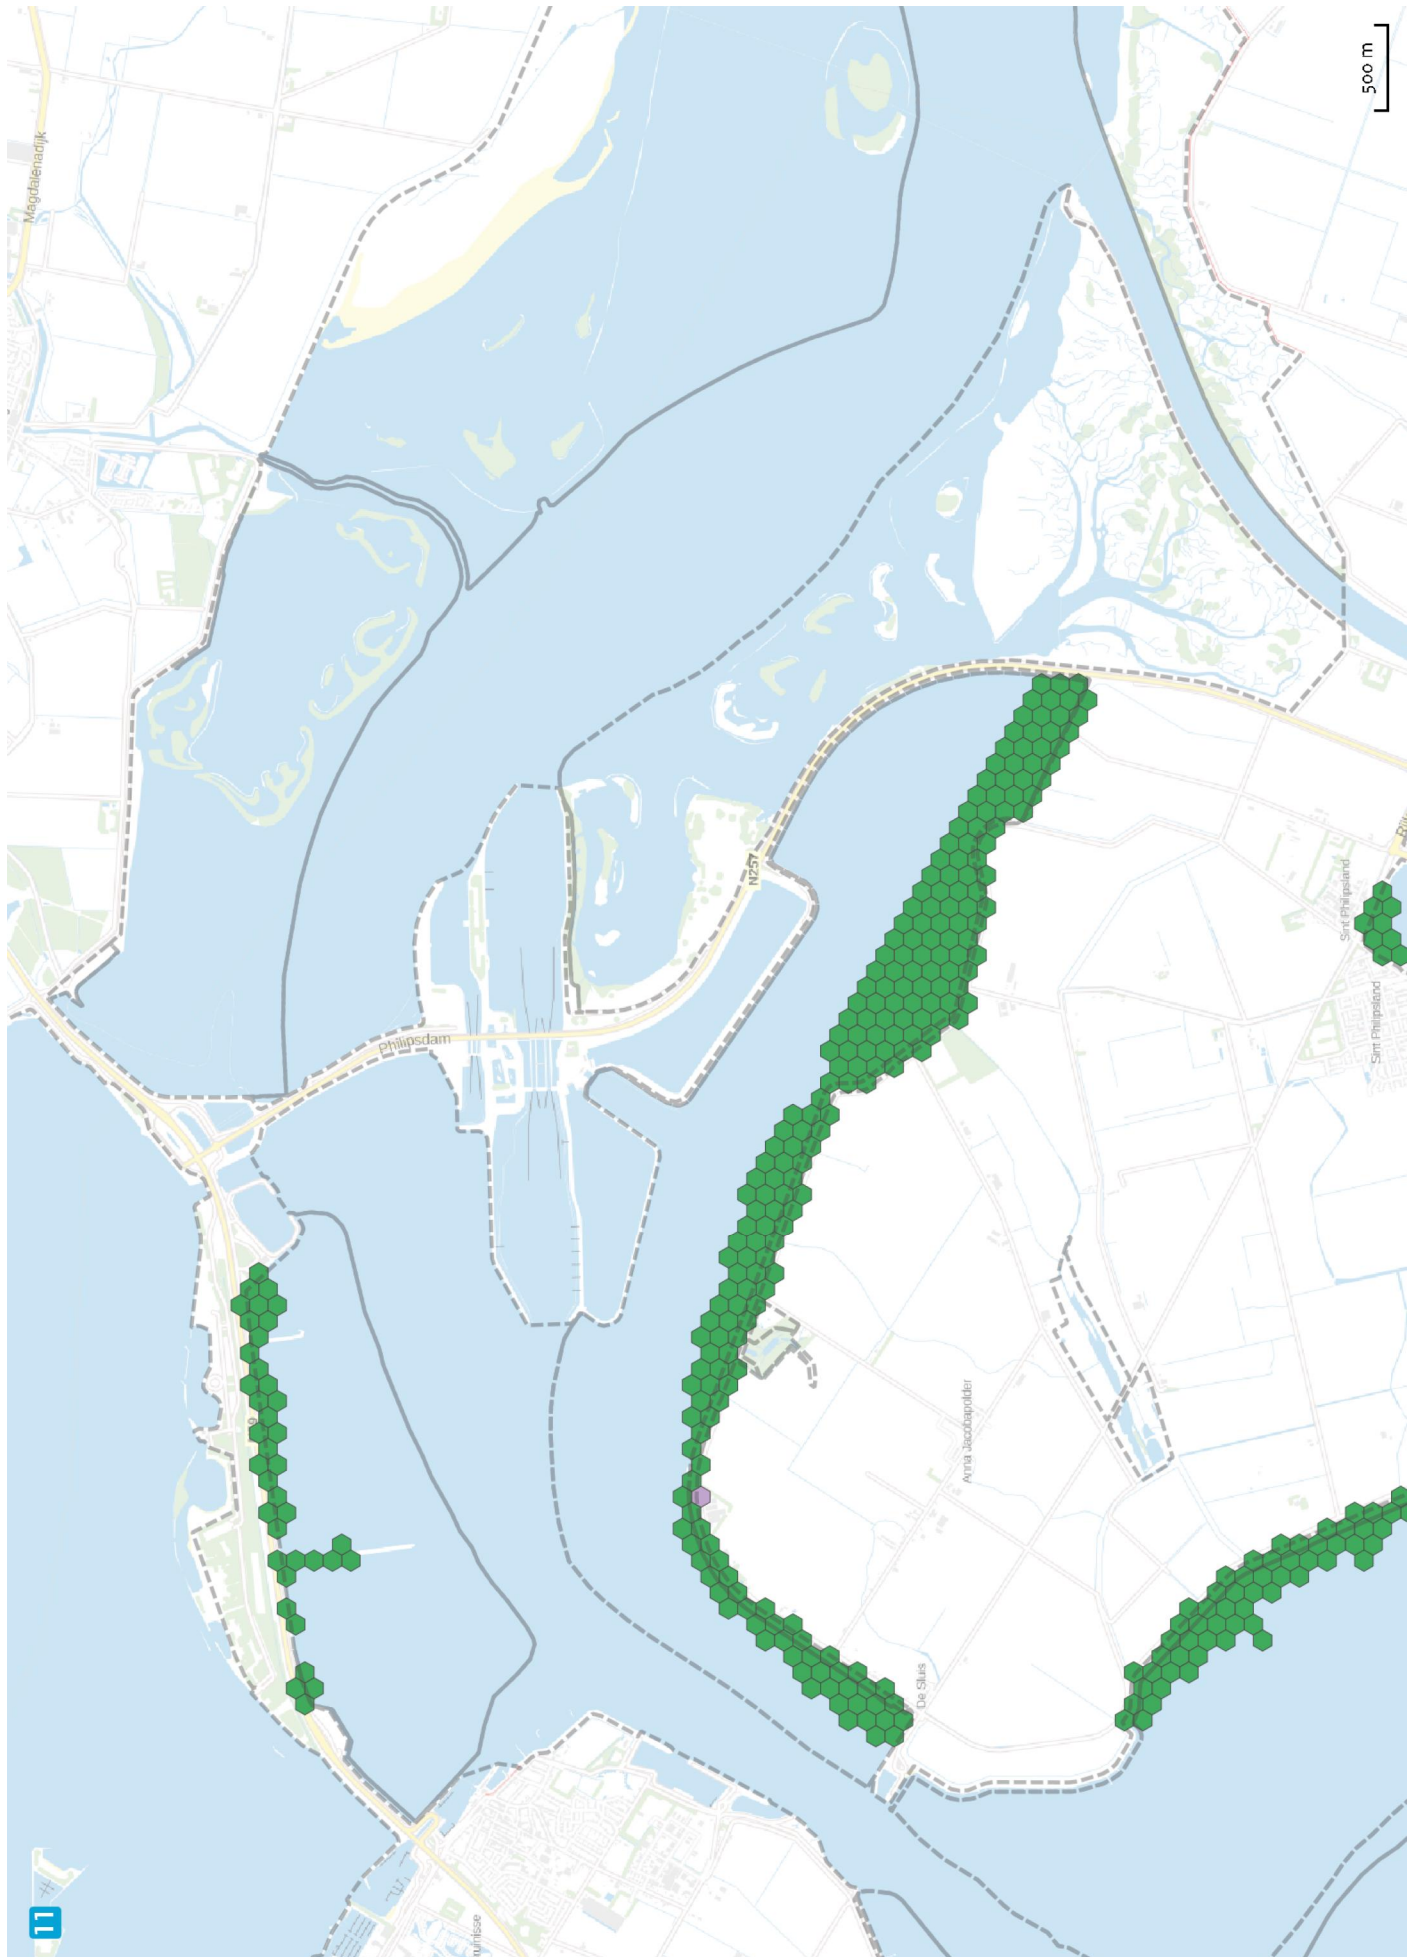 Magdalenadijk
500 m
N257
Philipsdam
Sint Philipsland
Sint Philipsland
Anna Jacobapolder
De Sluis
11